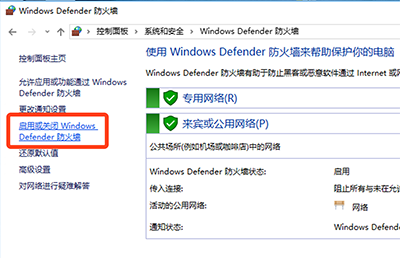 Windows Defender 防火墙
控制面板 > 系统和安全 > Windows Defender 防火墙
控制面板主页
允许应用或功能通过 Windows
Defender 防火墙
更改通知设置
启用或关闭 Windows
Defender 防火墙
还原默认值
高级设置
对网络进行疑难解答
使用 Windows Defender 防火墙来帮助保护你的电脑
Windows Defender 防火墙有助于防止黑客或恶意软件通过 Internet 或网
专用网络(R)
来宾或公用网络(P)
公共场所(例如机场或咖啡店)中的网络
Windows Defender 防火墙状态: 启用
传入连接: 阻止所有与未在允
活动的公用网络: 网络
通知状态: Windows Defender